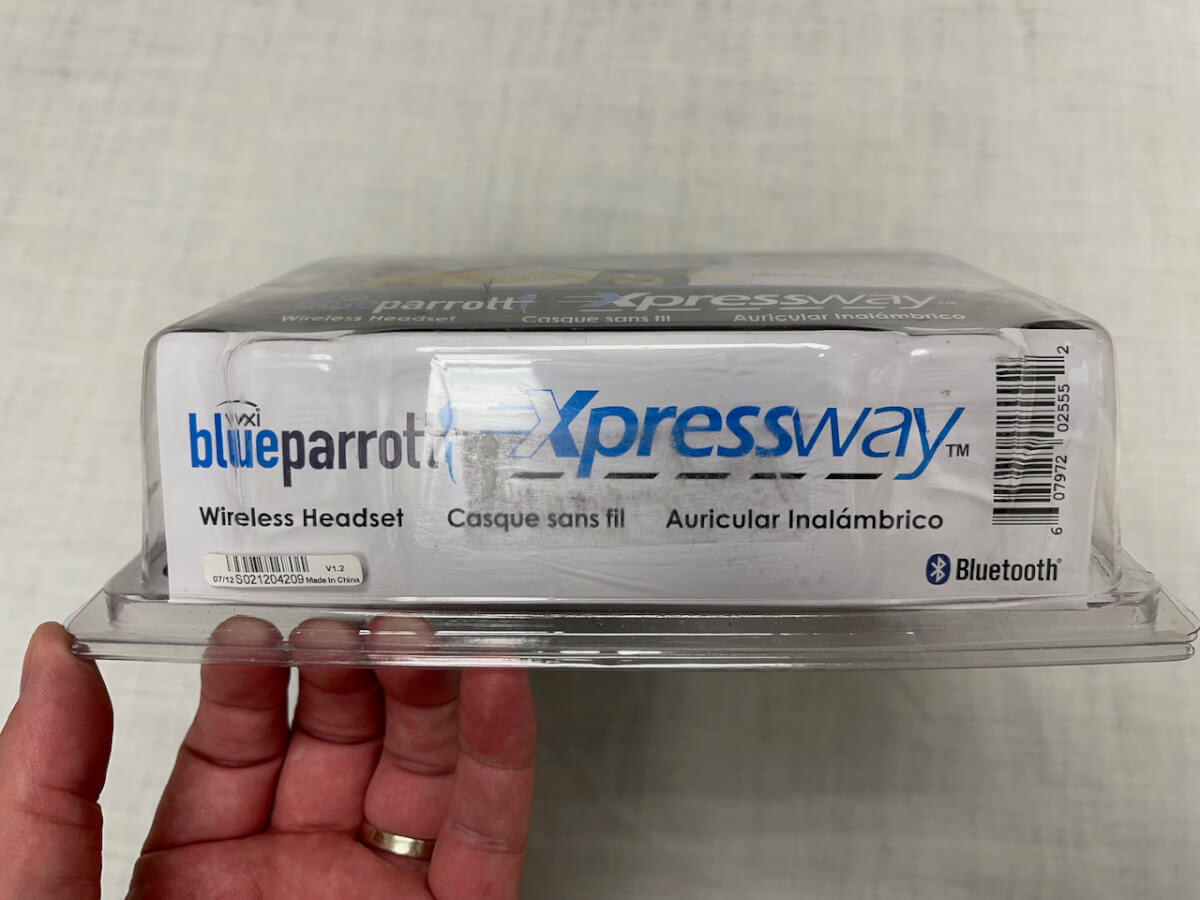 blueparrott Xpressway™
Wireless Headset Casque sans fil Auricular Inalámbrico
vxi
blueparrott Xpressway™
Wireless Headset Casque sans fil Auricular Inalámbrico
6 07972 02555 2
V1.2
07/12 S021204209 Made In China
Bluetooth®